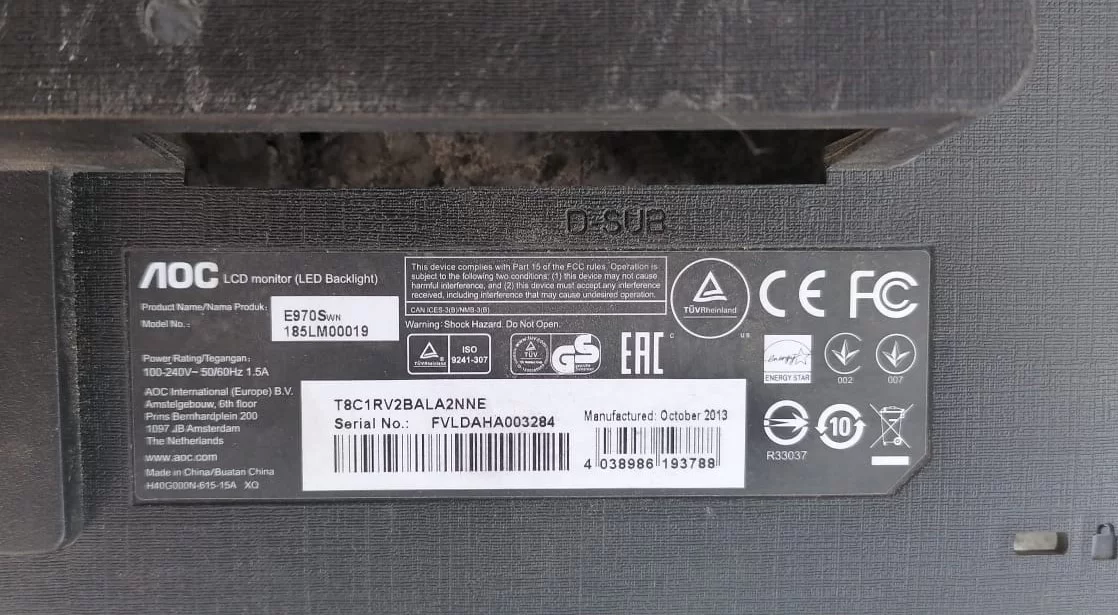 D-SUB
AOC LCD monitor (LED Backlight)
Product Name/Nama Produk:
E970SWN
Model No.:
185LM00019
Power Rating/Tegangan:
100-240V~ 50/60Hz 1.5A
AOC International (Europe) B.V.
Amstelgebouw, 6th floor
Prins Bernhardplein 200
1097 JB Amsterdam
The Netherlands
www.aoc.com
Made in China/Buatan China
H40G000N-615-15A XQ
This device complies with Part 15 of the FCC rules. Operation is
subject to the following two conditions: (1) this device may not cause
harmful interference, and (2) this device must accept any interference
received, including interference that may cause undesired operation.
CAN ICES-3(B)/NMB-3(B)
Warning: Shock Hazard. Do Not Open.
TÜVRheinland
C US
CE FC
TÜVRheinland
ISO
9241-307
TÜV
GS
EAC
energy
ENERGY STAR
002
007
T8C1RV2BALA2NNE
Serial No.: FVLDAHA003284
Manufactured: October 2013
4 038986 193788
R33037
10